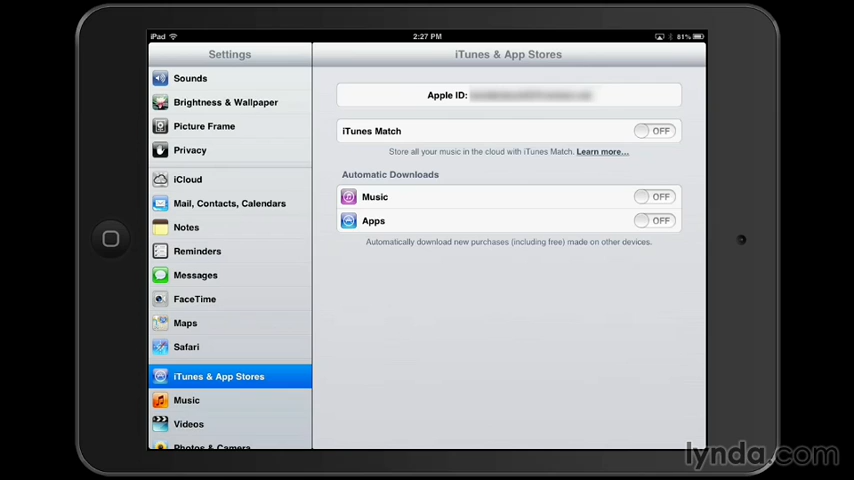 iPad 2:27 PM 81%
Settings
iTunes & App Stores
Sounds
Brightness & Wallpaper
Picture Frame
Privacy
iCloud
Mail, Contacts, Calendars
Notes
Reminders
Messages
FaceTime
Maps
Safari
iTunes & App Stores
Music
Videos
Photos & Camera
Apple ID:
iTunes Match OFF
Store all your music in the cloud with iTunes Match. Learn more...
Automatic Downloads
Music OFF
Apps OFF
Automatically download new purchases (including free) made on other devices.
lynda.com